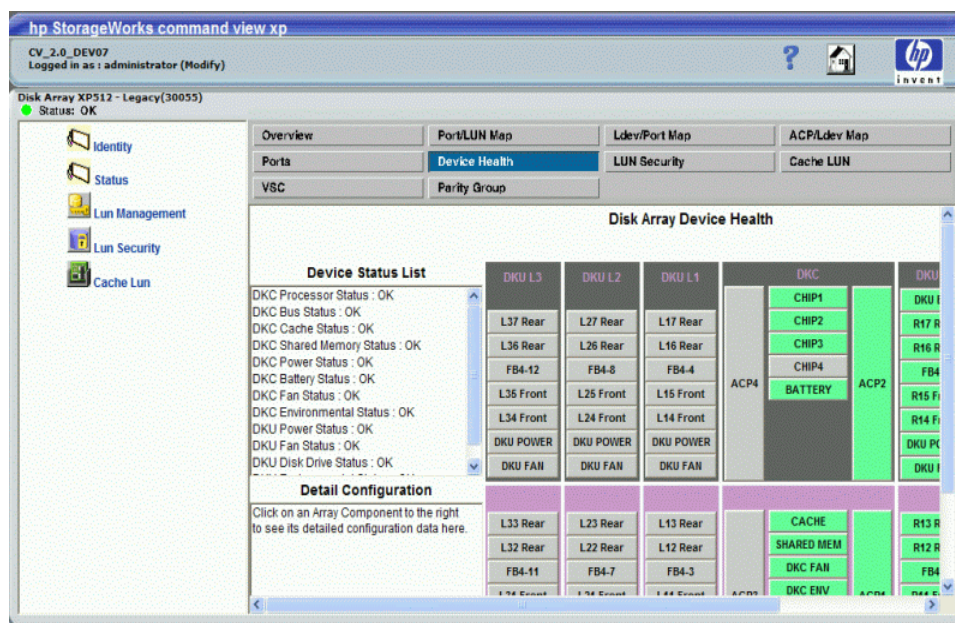 hp StorageWorks command view xp
CV_2.0_DEV07
Logged in as : administrator (Modify)
?
hp
invent
Disk Array XP512 - Legacy(30055)
Status: OK
Identity
Status
Lun Management
Lun Security
Cache Lun
Overview
Port/LUN Map
Ldev/Port Map
ACP/Ldev Map
Ports
Device Health
LUN Security
Cache LUN
VSC
Parity Group
Disk Array Device Health
Device Status List
DKC Processor Status : OK
DKC Bus Status : OK
DKC Cache Status : OK
DKC Shared Memory Status : OK
DKC Power Status : OK
DKC Battery Status : OK
DKC Fan Status : OK
DKC Environmental Status : OK
DKU Power Status : OK
DKU Fan Status : OK
DKU Disk Drive Status : OK
Detail Configuration
Click on an Array Component to the right
to see its detailed configuration data here.
DKU L3
L37 Rear
L36 Rear
FB4-12
L35 Front
L34 Front
DKU POWER
DKU FAN
L33 Rear
L32 Rear
FB4-11
DKU L2
L27 Rear
L26 Rear
FB4-8
L25 Front
L24 Front
DKU POWER
DKU FAN
L23 Rear
L22 Rear
FB4-7
DKU L1
L17 Rear
L16 Rear
FB4-4
L15 Front
L14 Front
DKU POWER
DKU FAN
L13 Rear
L12 Rear
FB4-3
DKC
ACP4
CHIP1
CHIP2
CHIP3
CHIP4
BATTERY
ACP2
CACHE
SHARED MEM
DKC FAN
DKC ENV
DKU
DKU
R17 R
R16 R
FB4
R15 F
R14 F
DKU
DKU
R13 R
R12 R
FB4